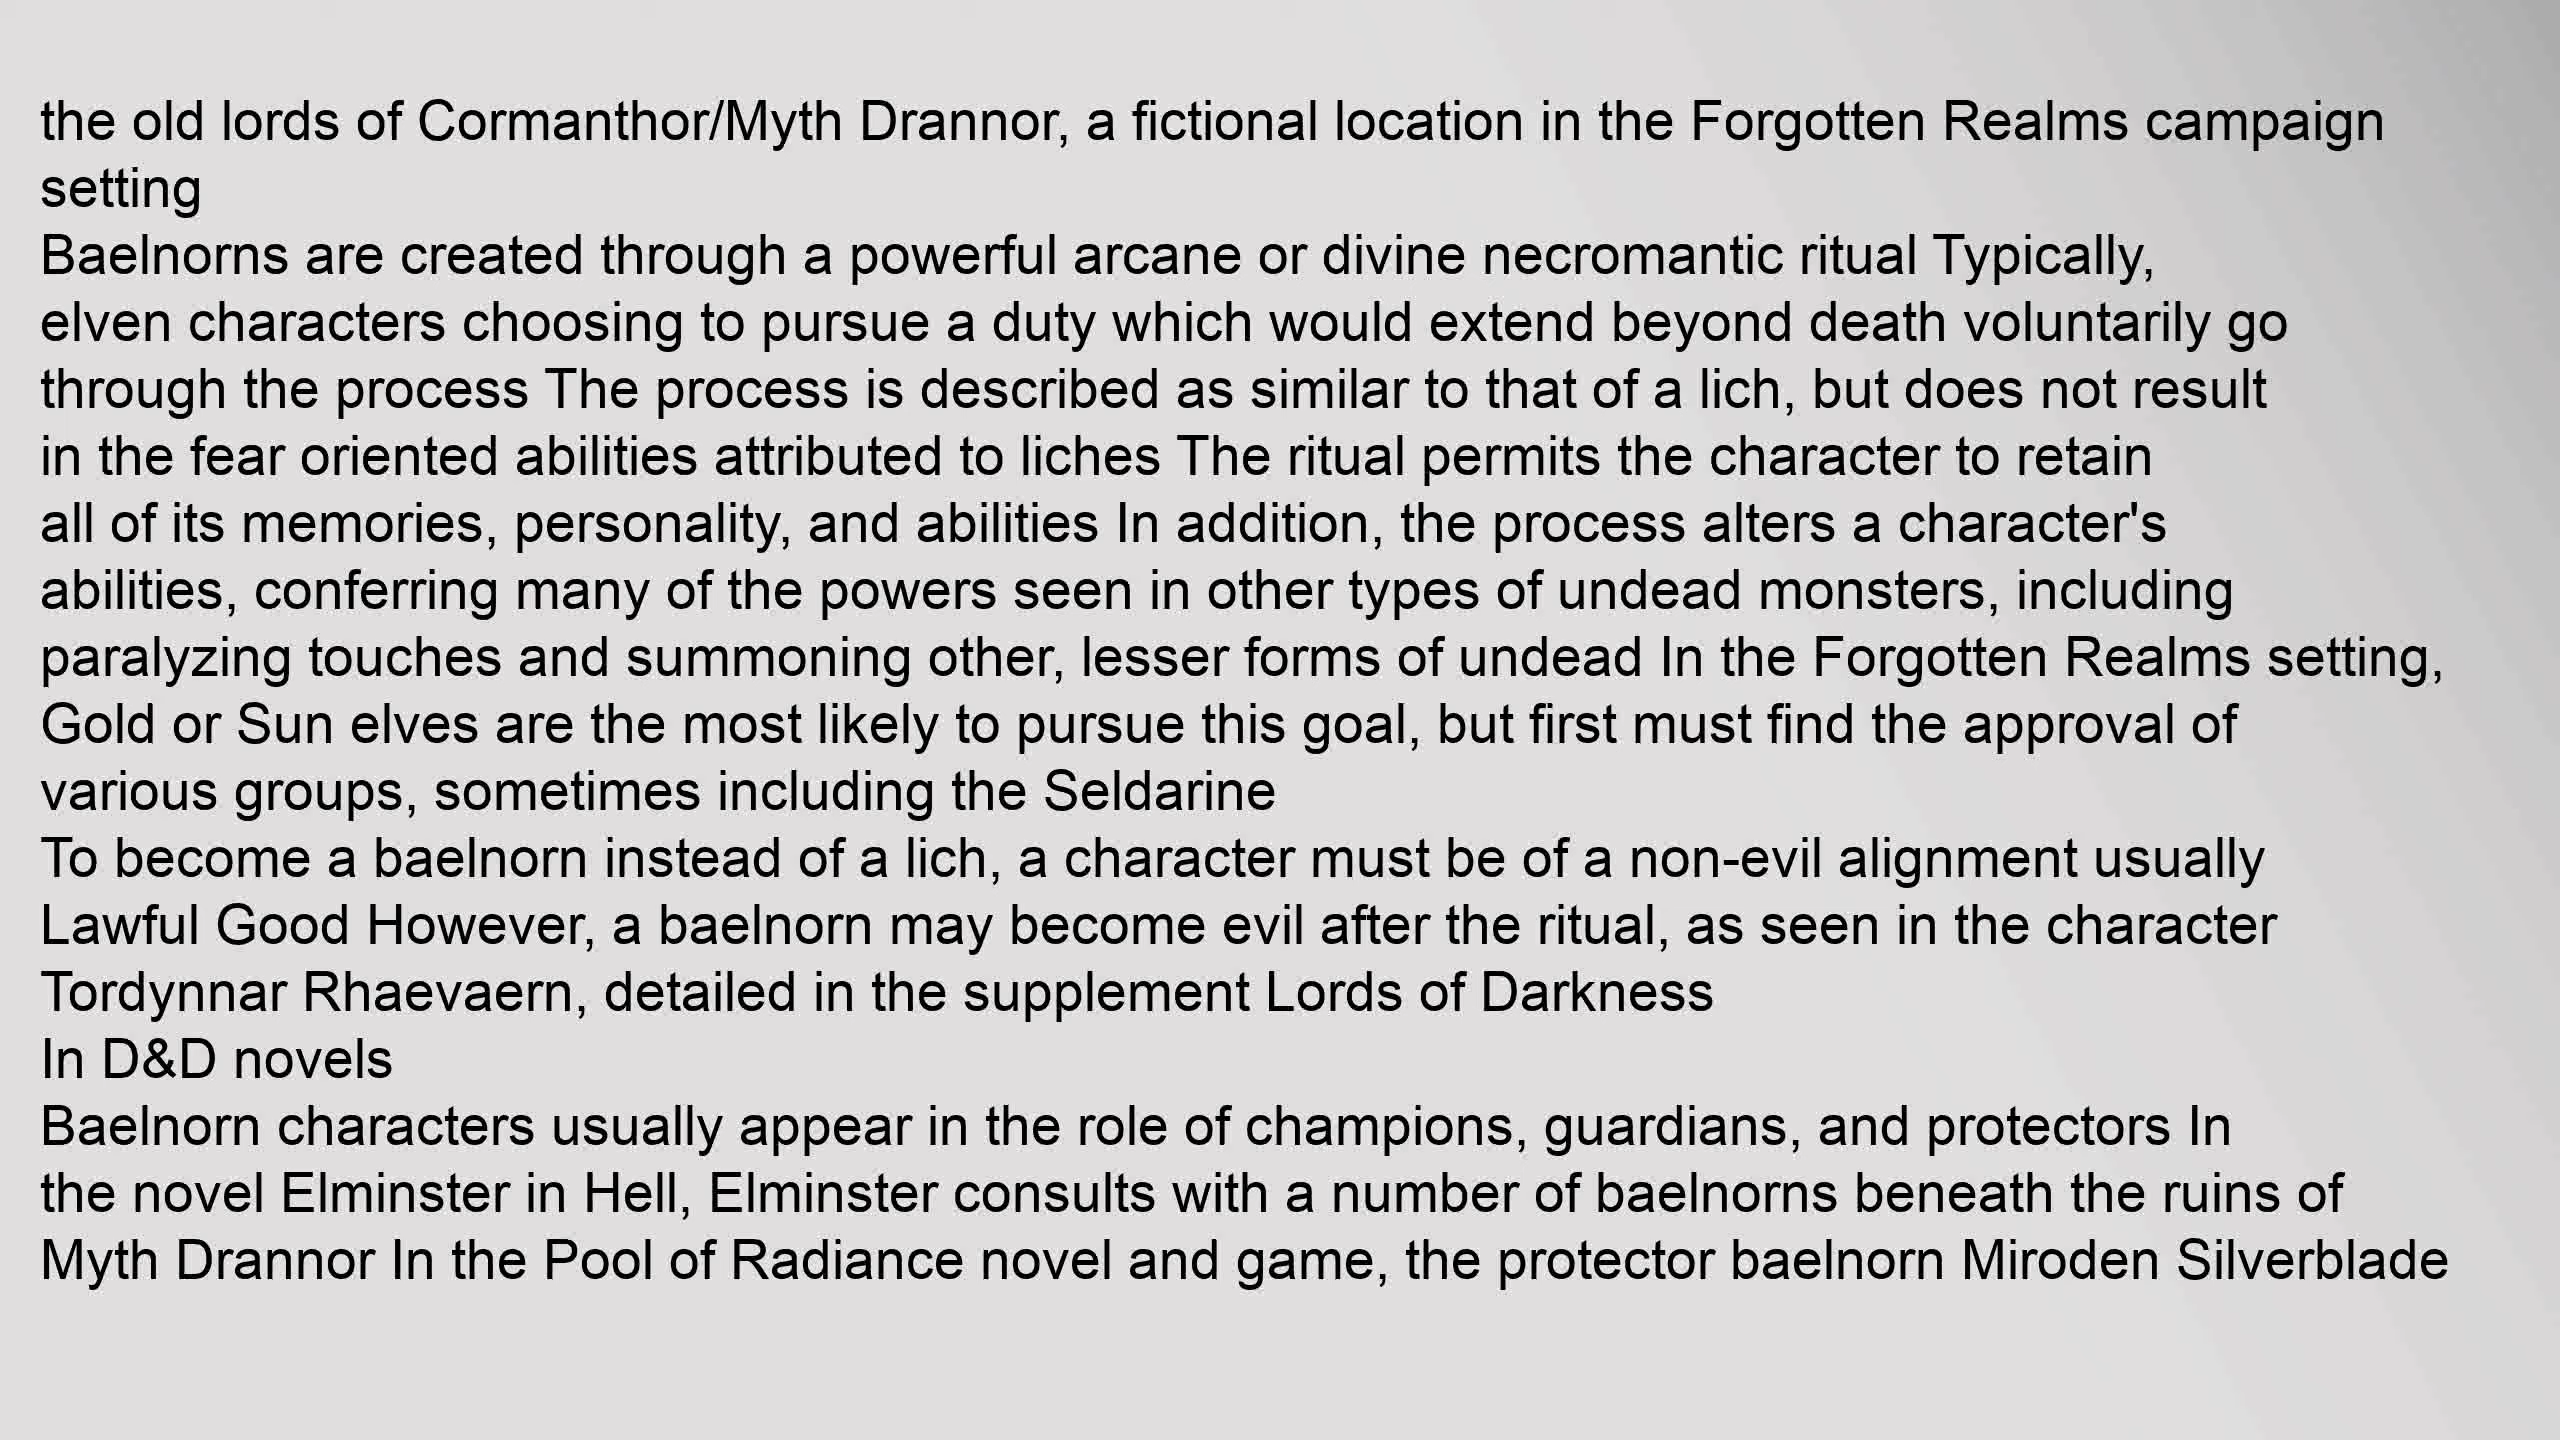 the old lords of Cormanthor/Myth Drannor, a fictional location in the Forgotten Realms campaign
setting
Baelnorns are created through a powerful arcane or divine necromantic ritual Typically,
elven characters choosing to pursue a duty which would extend beyond death voluntarily go
through the process The process is described as similar to that of a lich, but does not result
in the fear oriented abilities attributed to liches The ritual permits the character to retain
all of its memories, personality, and abilities In addition, the process alters a character's
abilities, conferring many of the powers seen in other types of undead monsters, including
paralyzing touches and summoning other, lesser forms of undead In the Forgotten Realms setting,
Gold or Sun elves are the most likely to pursue this goal, but first must find the approval of
various groups, sometimes including the Seldarine
To become a baelnorn instead of a lich, a character must be of a non-evil alignment usually
Lawful Good However, a baelnorn may become evil after the ritual, as seen in the character
Tordynnar Rhaevaern, detailed in the supplement Lords of Darkness
In D&D novels
Baelnorn characters usually appear in the role of champions, guardians, and protectors In
the novel Elminster in Hell, Elminster consults with a number of baelnorns beneath the ruins of
Myth Drannor In the Pool of Radiance novel and game, the protector baelnorn Miroden Silverblade